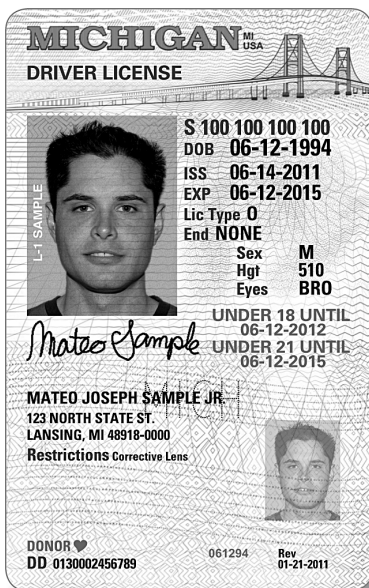 MICHIGAN MI USA
DRIVER LICENSE
S 100 100 100 100
DOB 06-12-1994
ISS 06-14-2011
EXP 06-12-2015
Lic Type O
End NONE
Sex M
Hgt 510
Eyes BRO
L-1 SAMPLE
UNDER 18 UNTIL
06-12-2012
Mateo Sample
UNDER 21 UNTIL
06-12-2015
MICH
MATEO JOSEPH SAMPLE JR.
123 NORTH STATE ST.
LANSING, MI 48918-0000
Restrictions Corrective Lens
DONOR
DD 0130002456789
061294
Rev
01-21-2011